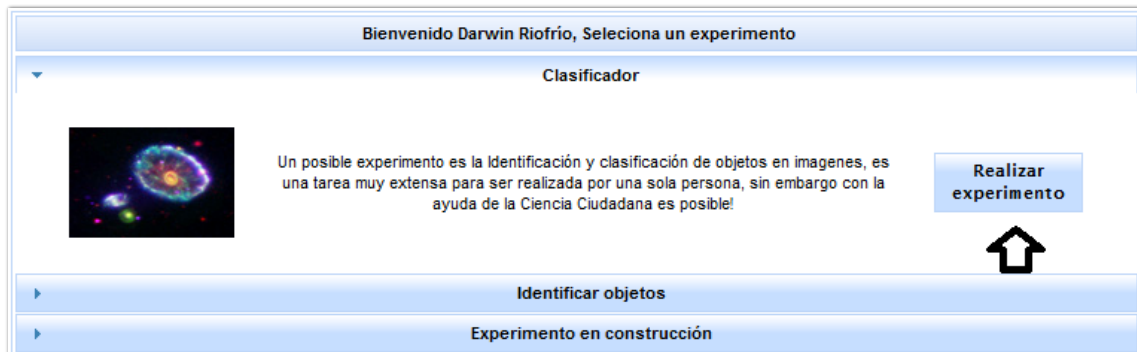 Bienvenido Darwin Riofrío, Seleciona un experimento
Clasificador
Un posible experimento es la Identificación y clasificación de objetos en imagenes, es
una tarea muy extensa para ser realizada por una sola persona, sin embargo con la
ayuda de la Ciencia Ciudadana es posible!
Realizar
experimento
Identificar objetos
Experimento en construcción